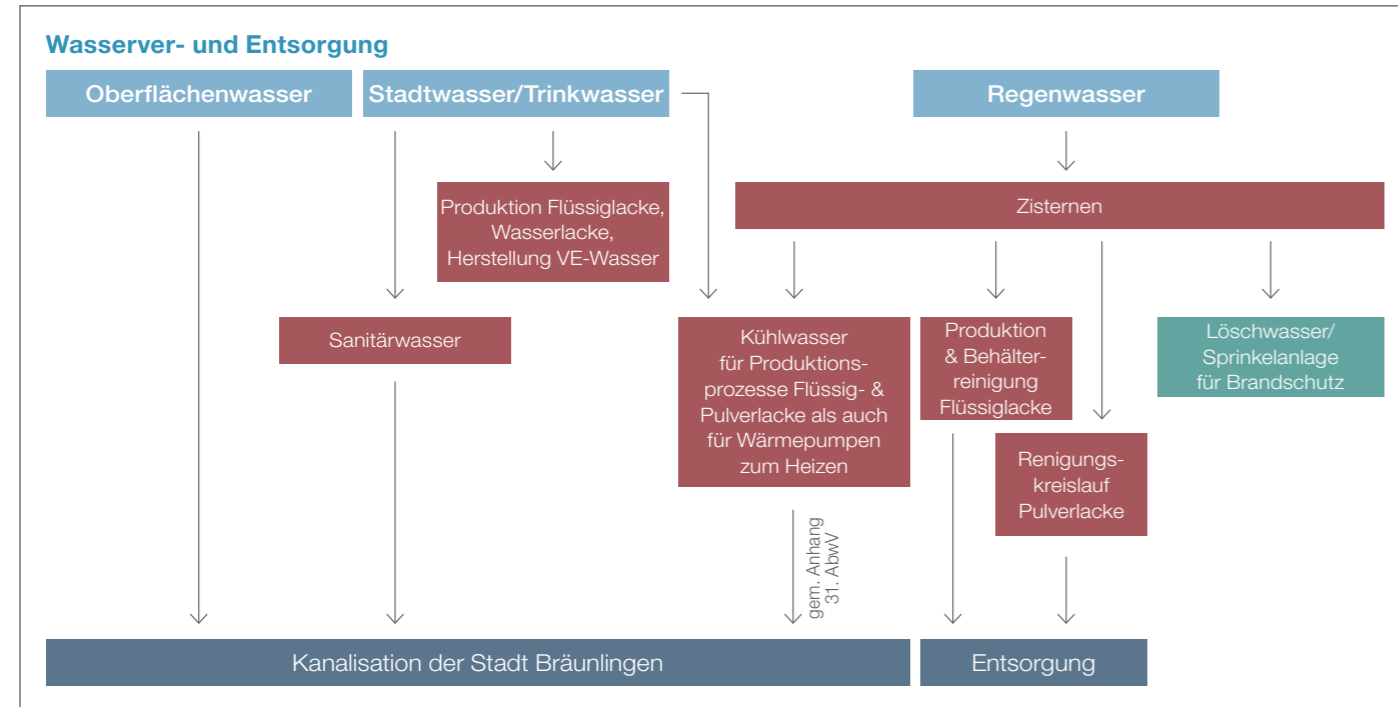 Wasserver- und Entsorgung
Oberflächenwasser
Stadtwasser/Trinkwasser
Regenwasser
Produktion Flüssiglacke,
Wasserlacke,
Herstellung VE-Wasser
Zisternen
Sanitärwasser
Kühlwasser
für Produktions-
prozesse Flüssig- &
Pulverlacke als auch
für Wärmepumpen
zum Heizen
Produktion
& Behälter-
reinigung
Flüssiglacke
Löschwasser/
Sprinkelanlage
für Brandschutz
Renigungs-
kreislauf
Pulverlacke
gem. Anhang
31. AbwV
Kanalisation der Stadt Bräunlingen
Entsorgung